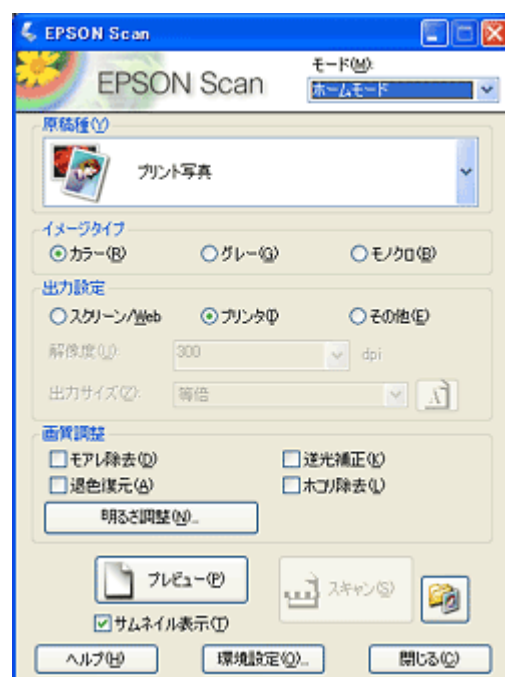 EPSON Scan
EPSON Scan
モード(M):
ホームモード
原稿種(Y)
プリント写真
イメージタイプ
カラー(R) グレー(G) モノクロ(B)
出力設定
スクリーン/Web プリンタ(I) その他(E)
解像度(U): 300 dpi
出力サイズ(Z): 等倍
画質調整
モアレ除去(D) 逆光補正(K)
退色復元(A) ホコリ除去(L)
明るさ調整(N)...
プレビュー(P) スキャン(S)
サムネイル表示(T)
ヘルプ(H) 環境設定(O)... 閉じる(C)